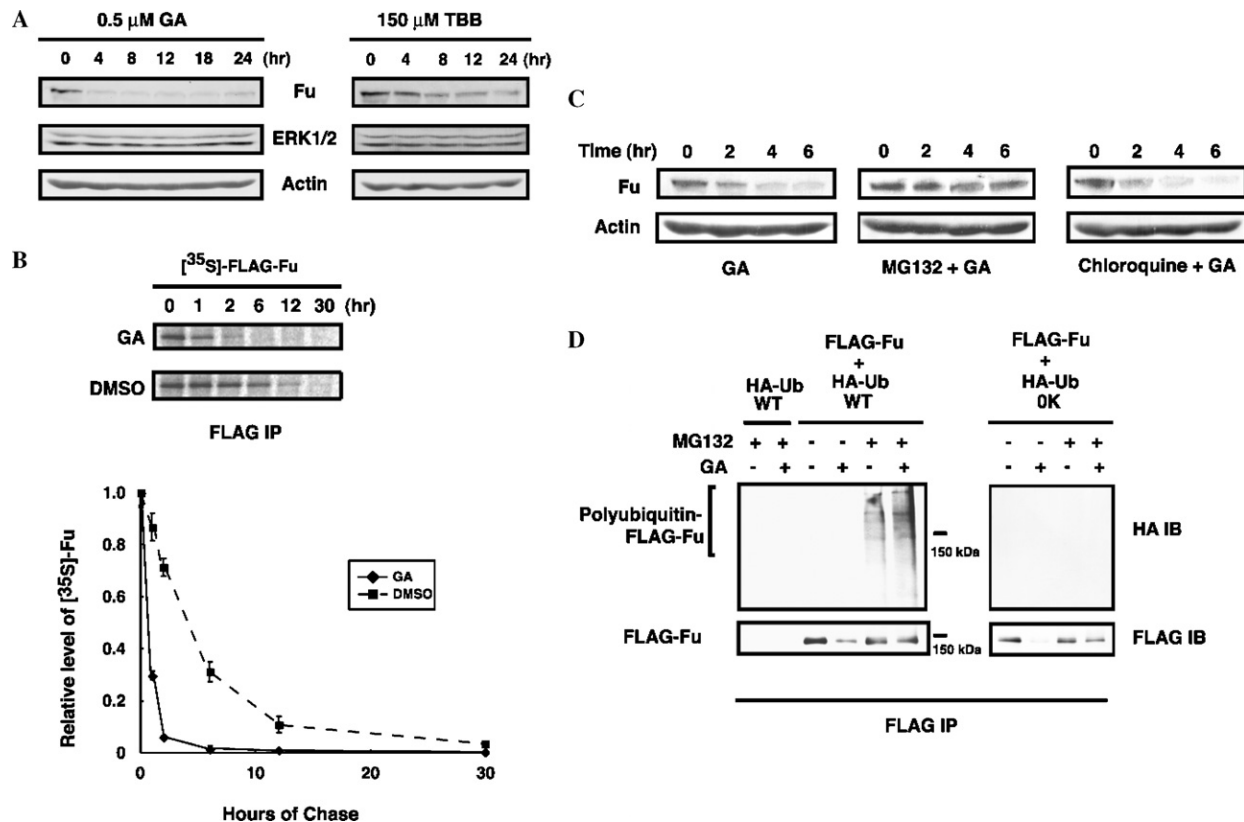 A
0.5 μM GA
150 μM TBB
0 4 8 12 18 24 (hr)
0 4 8 12 24 (hr)
Fu
ERK1/2
Actin
B
[35S]-FLAG-Fu
0 1 2 6 12 30 (hr)
GA
DMSO
FLAG IP
1.0
0.8
0.6
0.4
0.2
0
Relative level of [35S]-Fu
GA
DMSO
0 10 20 30
Hours of Chase
C
Time (hr) 0 2 4 6 0 2 4 6 0 2 4 6
Fu
Actin
GA
MG132 + GA
Chloroquine + GA
D
HA-Ub
WT
FLAG-Fu
+
HA-Ub
WT
FLAG-Fu
+
HA-Ub
0K
MG132 + + - - + + - - + +
GA - + - + - + - + - +
Polyubiquitin-
FLAG-Fu
150 kDa
HA IB
FLAG-Fu
150 kDa
FLAG IB
FLAG IP